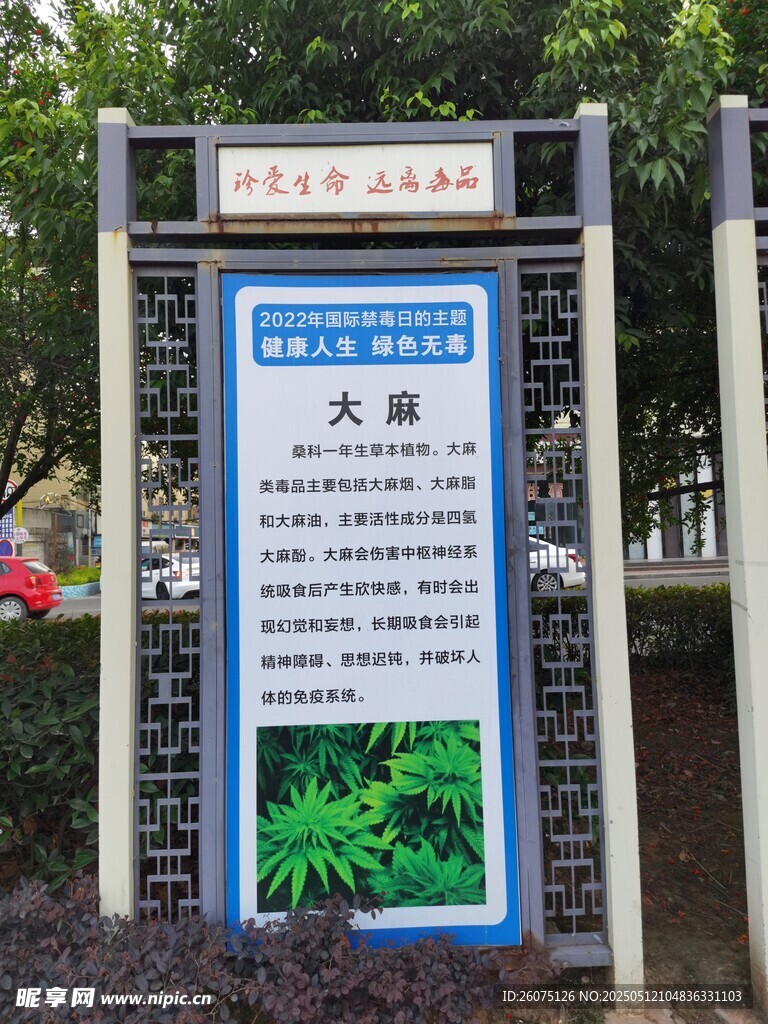 珍爱生命 远离毒品
2022年国际禁毒日的主题
健康人生 绿色无毒
大麻
桑科一年生草本植物。大麻
类毒品主要包括大麻烟、大麻脂
和大麻油，主要活性成分是四氢
大麻酚。大麻会伤害中枢神经系
统吸食后产生欣快感，有时会出
现幻觉和妄想，长期吸食会引起
精神障碍、思想迟钝，并破坏人
体的免疫系统。
昵享网 www.nipic.cn
ID:26075126 NO:20250512104836331103